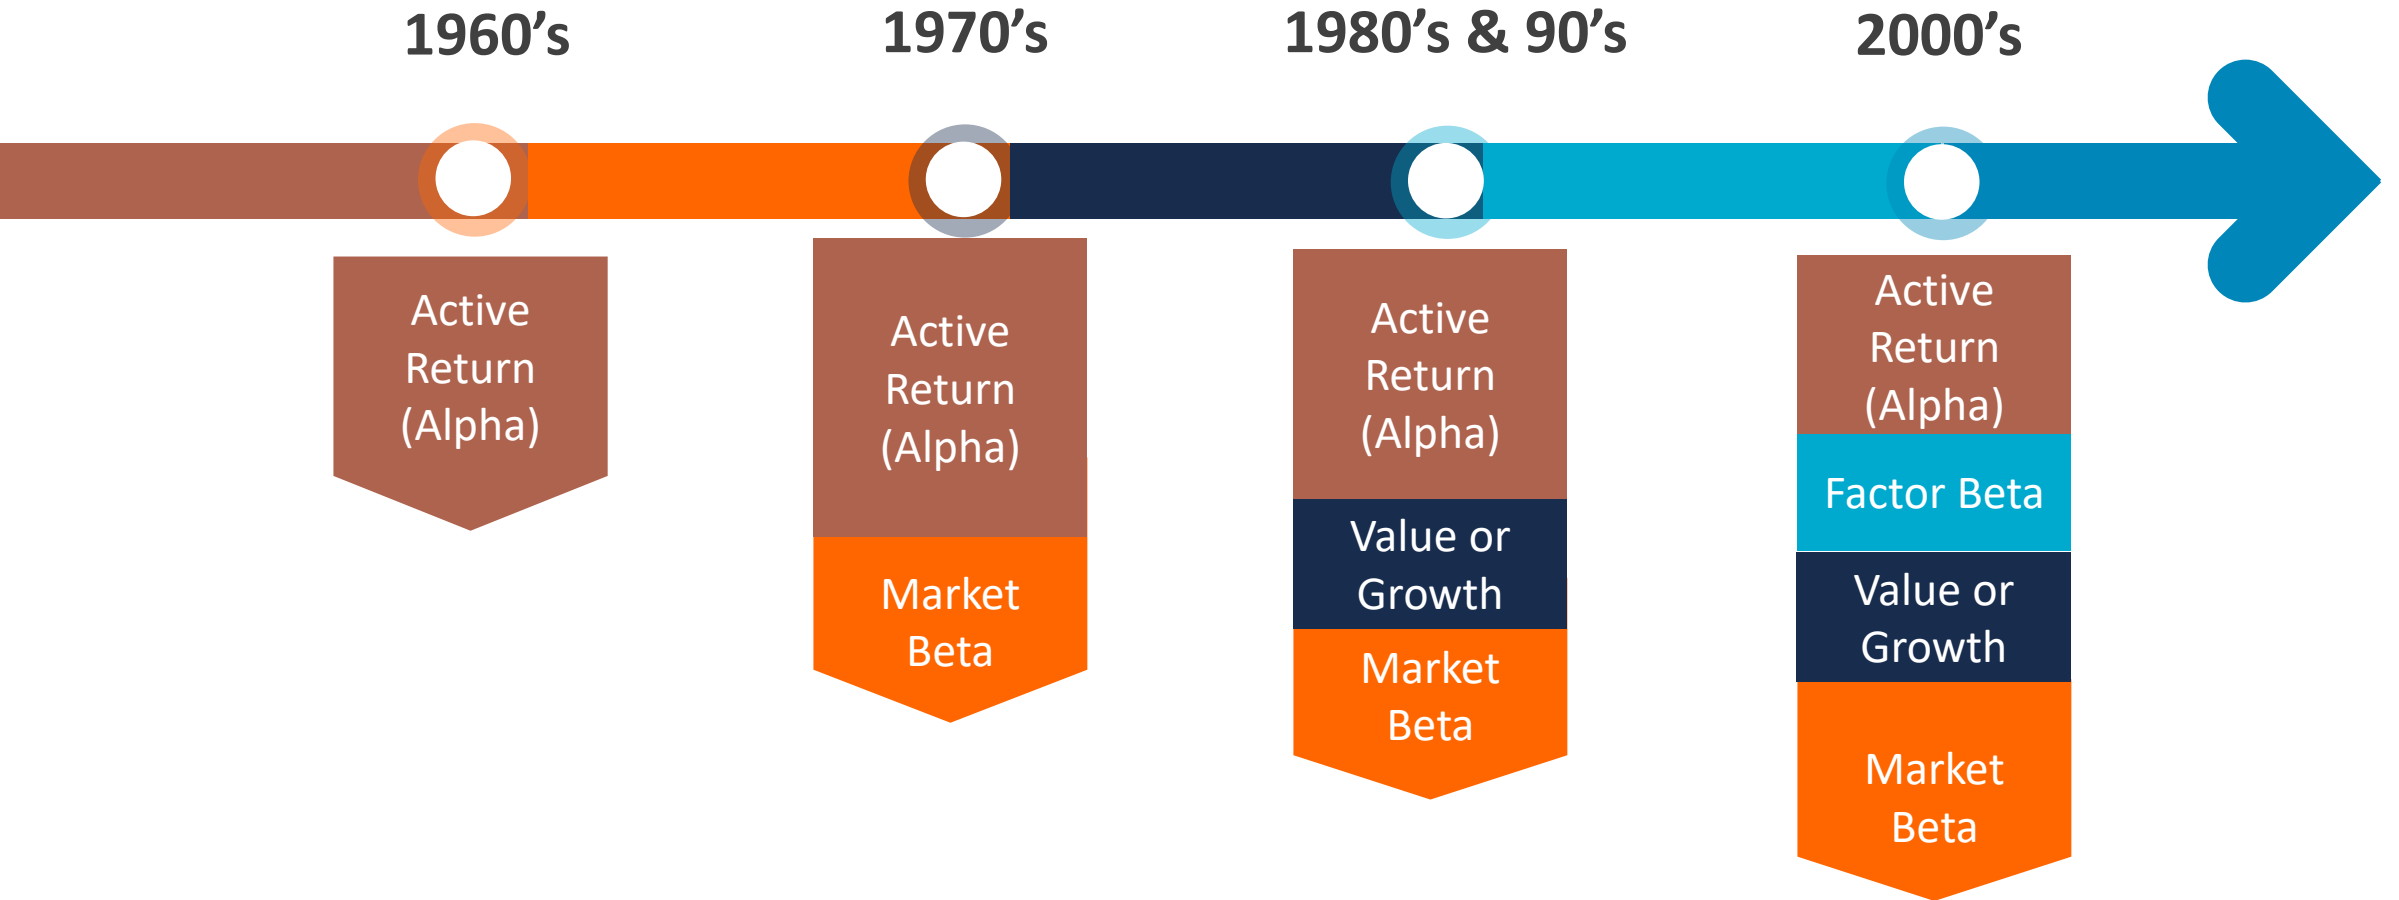 1960’s
1970’s
1980’s & 90’s
2000’s
Active
Return
(Alpha)
Active
Return
(Alpha)
Market
Beta
Active
Return
(Alpha)
Value or
Growth
Market
Beta
Active
Return
(Alpha)
Factor Beta
Value or
Growth
Market
Beta